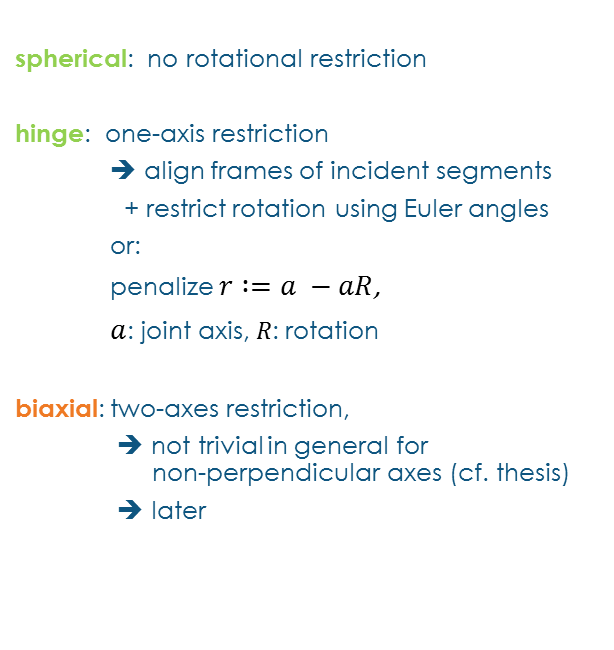 spherical: no rotational restriction
hinge: one-axis restriction
➔ align frames of incident segments
+ restrict rotation using Euler angles
or:
penalize r := a − aR,
a: joint axis, R: rotation
biaxial: two-axes restriction,
➔ not trivial in general for
non-perpendicular axes (cf. thesis)
➔ later